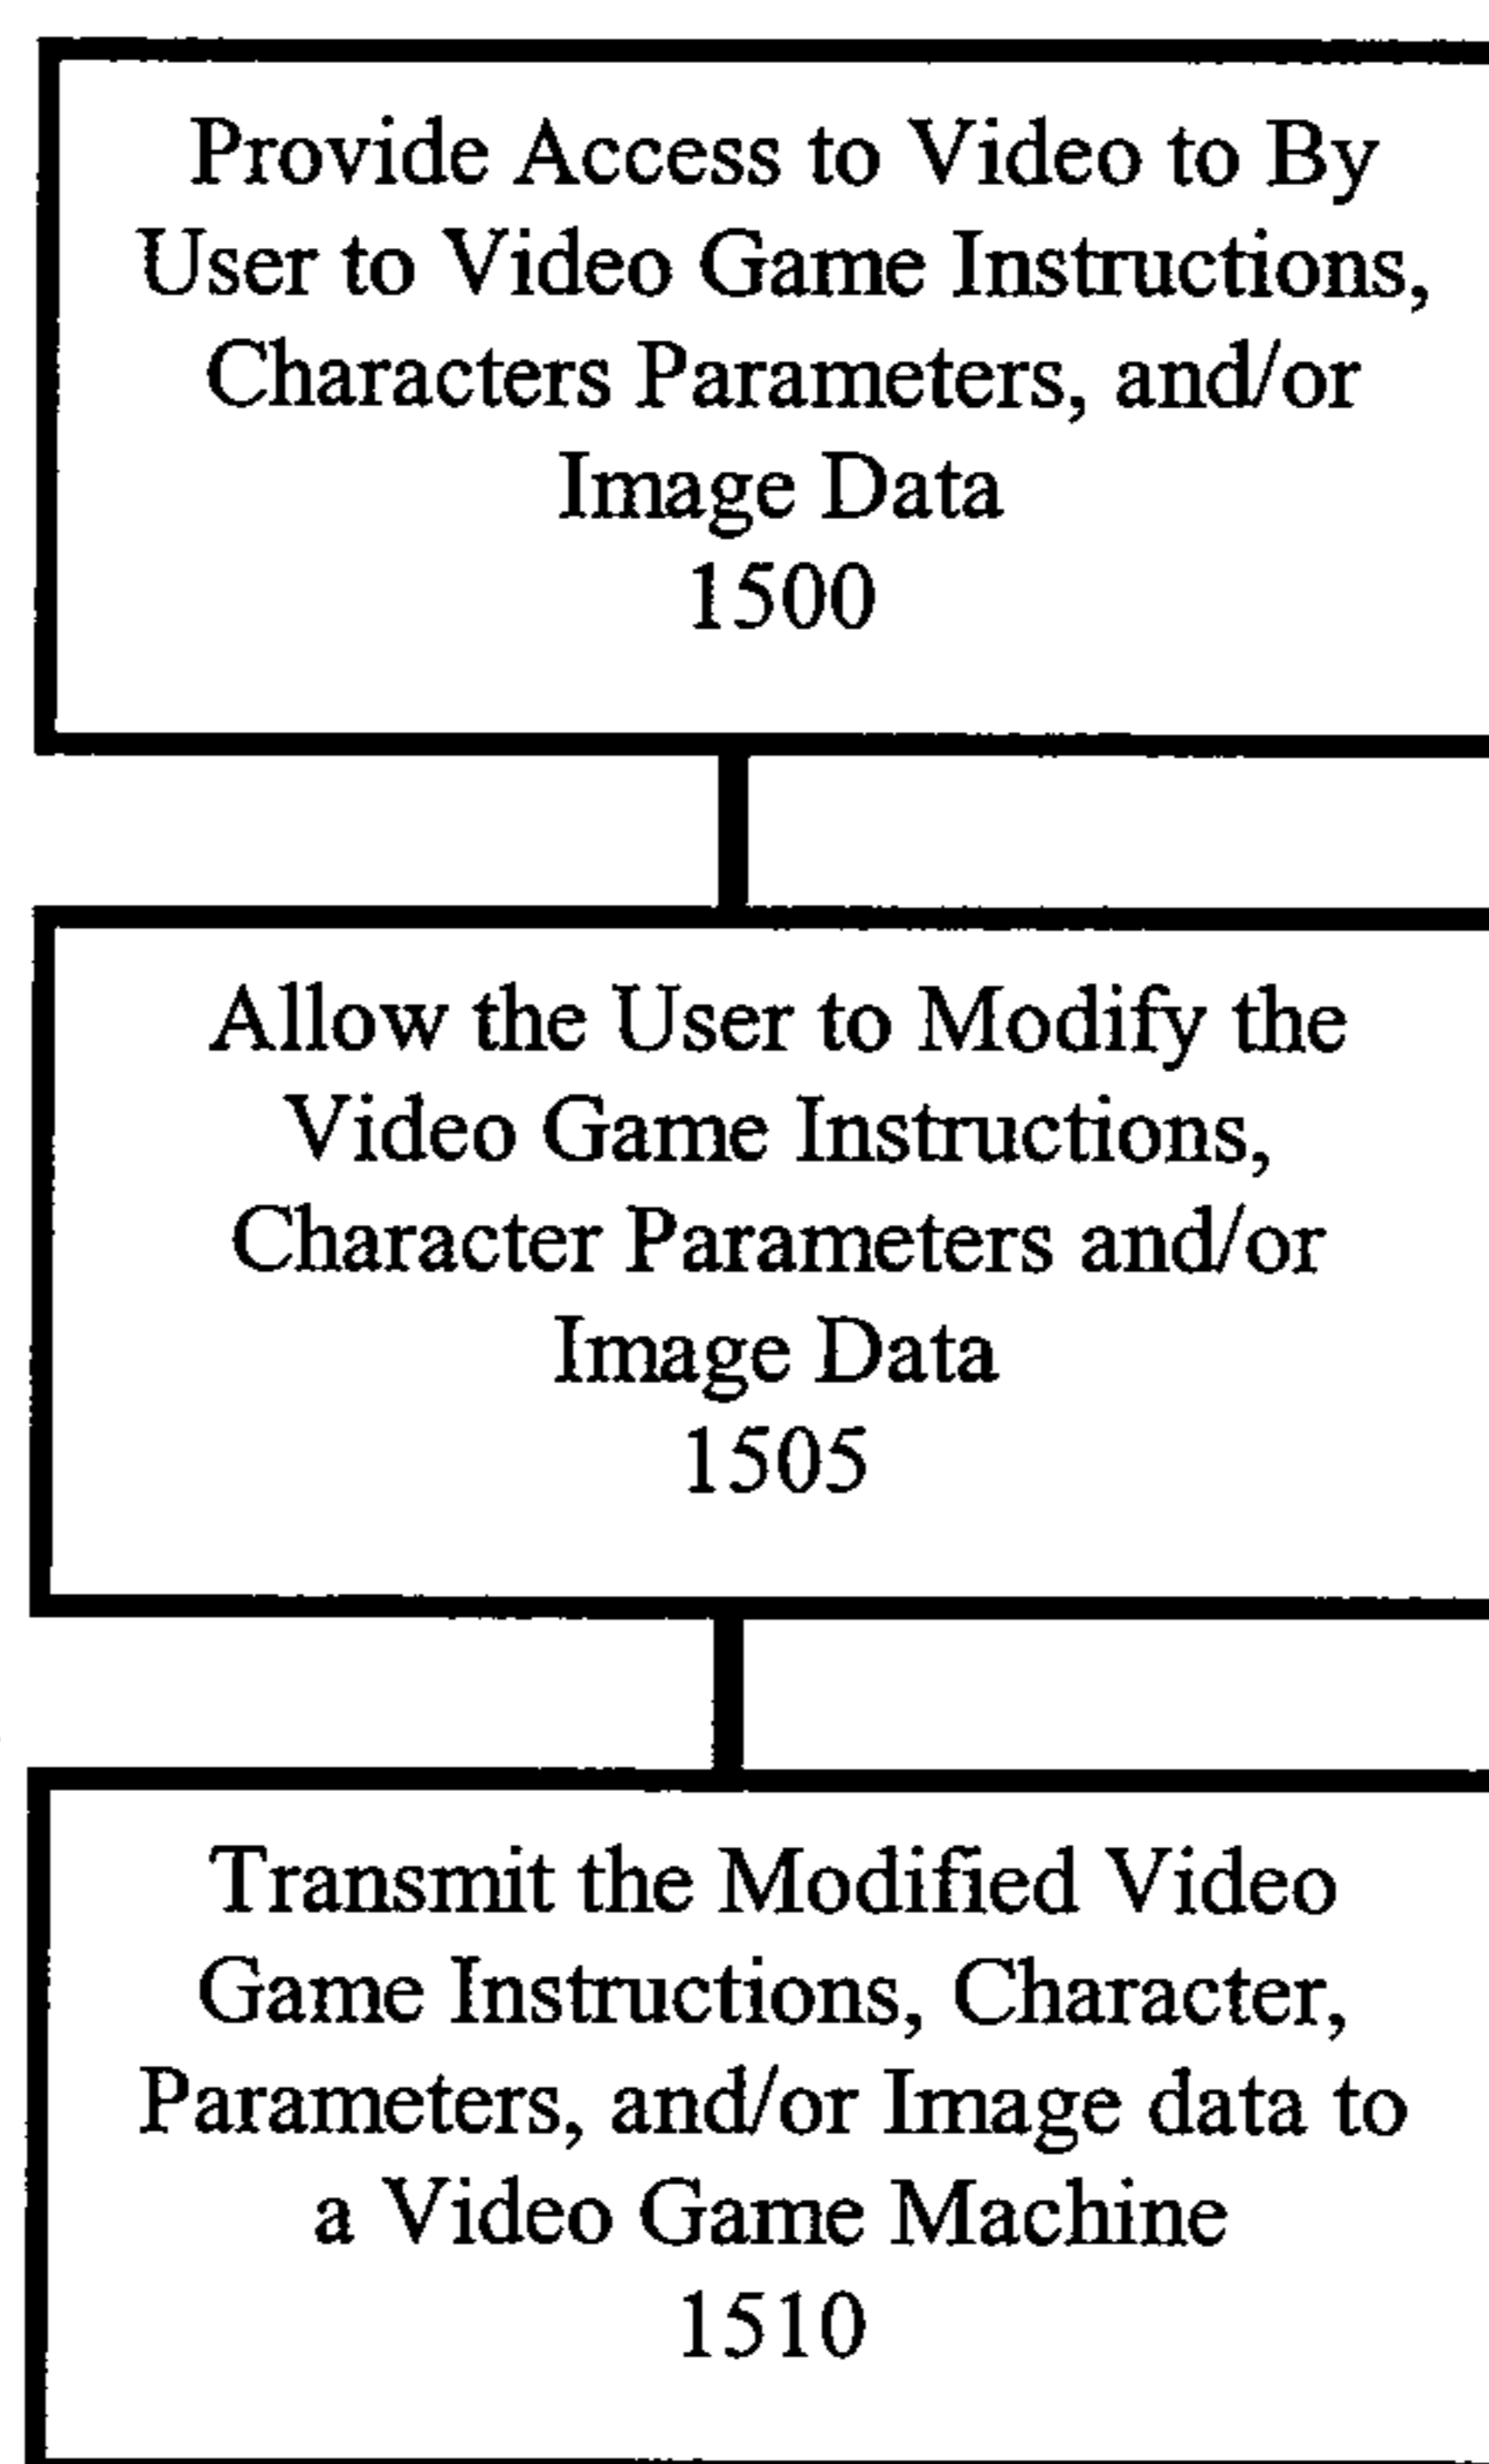 Provide Access to Video to By
User to Video Game Instructions,
Characters Parameters, and/or
Image Data
1500
Allow the User to Modify the
Video Game Instructions,
Character Parameters and/or
Image Data
1505
Transmit the Modified Video
Game Instructions, Character,
Parameters, and/or Image data to
a Video Game Machine
1510